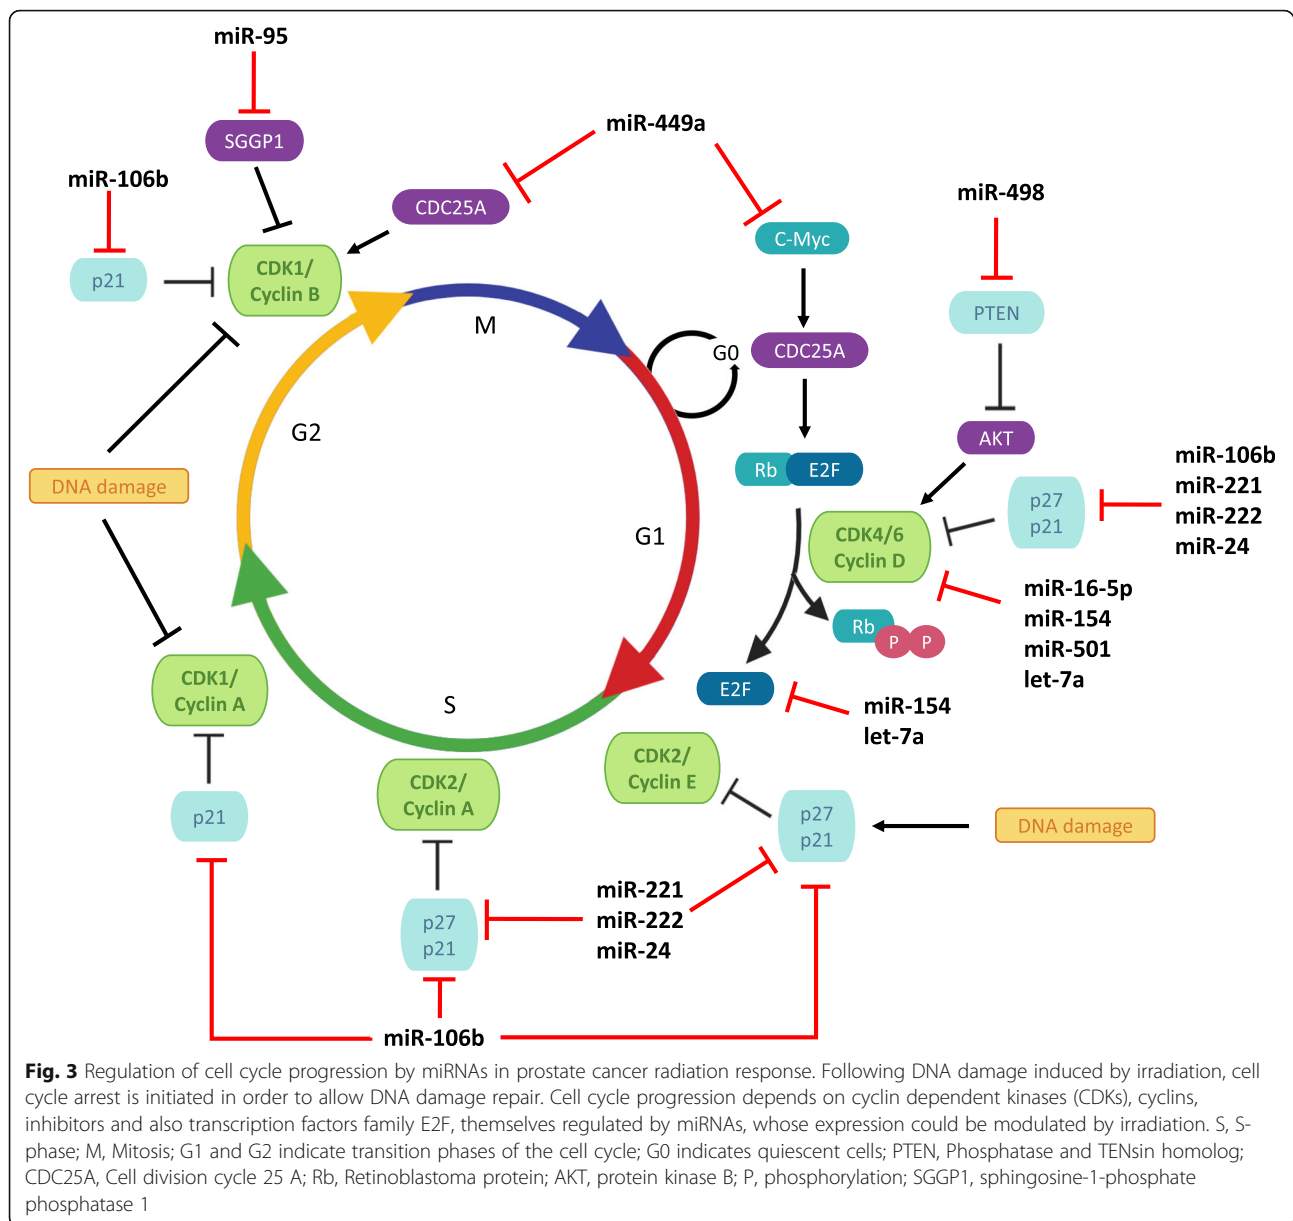 miR-95
SGGP1
miR-449a
miR-106b
CDC25A
miR-498
C-Myc
p21
CDK1/
Cyclin B
PTEN
M
G0
CDC25A
G2
AKT
DNA damage
Rb
E2F
miR-106b
miR-221
miR-222
miR-24
p27
p21
G1
CDK4/6
Cyclin D
miR-16-5p
miR-154
miR-501
let-7a
Rb
P
P
CDK1/
Cyclin A
S
E2F
miR-154
let-7a
CDK2/
Cyclin E
CDK2/
Cyclin A
p21
p27
p21
DNA damage
miR-221
miR-222
miR-24
p27
p21
miR-106b
Fig. 3 Regulation of cell cycle progression by miRNAs in prostate cancer radiation response. Following DNA damage induced by irradiation, cell
cycle arrest is initiated in order to allow DNA damage repair. Cell cycle progression depends on cyclin dependent kinases (CDKs), cyclins,
inhibitors and also transcription factors family E2F, themselves regulated by miRNAs, whose expression could be modulated by irradiation. S, S-
phase; M, Mitosis; G1 and G2 indicate transition phases of the cell cycle; G0 indicates quiescent cells; PTEN, Phosphatase and TENsin homolog;
CDC25A, Cell division cycle 25 A; Rb, Retinoblastoma protein; AKT, protein kinase B; P, phosphorylation; SGGP1, sphingosine-1-phosphate
phosphatase 1